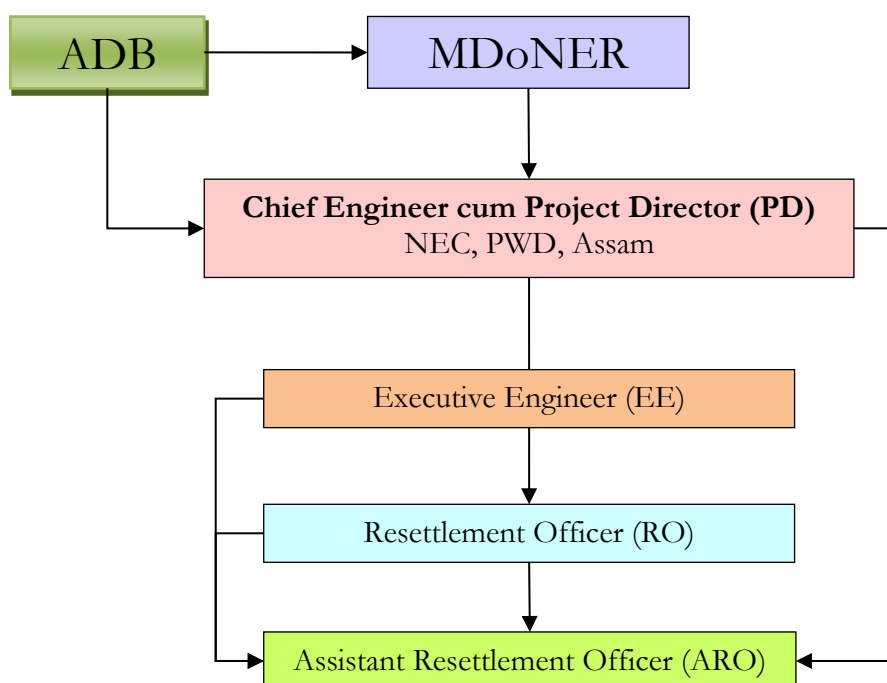 ADB
MDoNER
Chief Engineer cum Project Director (PD)
NEC, PWD, Assam
Executive Engineer (EE)
Resettlement Officer (RO)
Assistant Resettlement Officer (ARO)